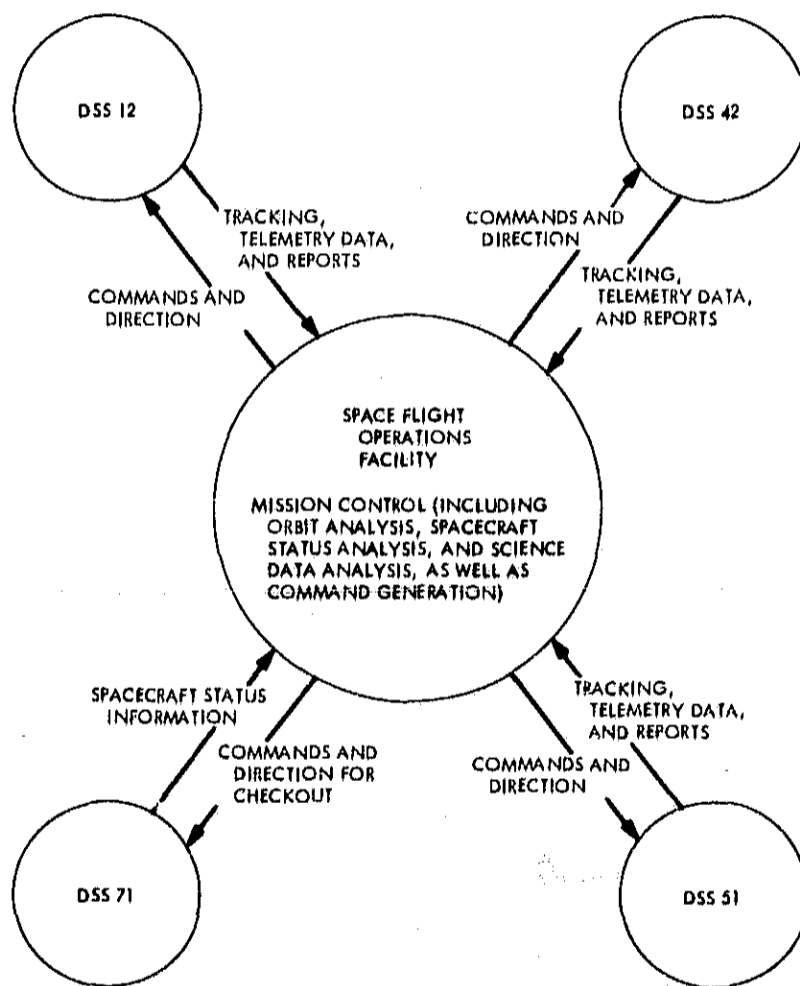 DSS 12
DSS 42
TRACKING,
TELEMETRY DATA,
AND REPORTS
COMMANDS AND
DIRECTION
COMMANDS AND
DIRECTION
TRACKING,
TELEMETRY DATA,
AND REPORTS
SPACE FLIGHT
OPERATIONS
FACILITY
MISSION CONTROL (INCLUDING
ORBIT ANALYSIS, SPACECRAFT
STATUS ANALYSIS, AND SCIENCE
DATA ANALYSIS, AS WELL AS
COMMAND GENERATION)
SPACECRAFT STATUS
INFORMATION
COMMANDS AND
DIRECTION FOR
CHECKOUT
TRACKING,
TELEMETRY DATA,
AND REPORTS
COMMANDS AND
DIRECTION
DSS 71
DSS 51